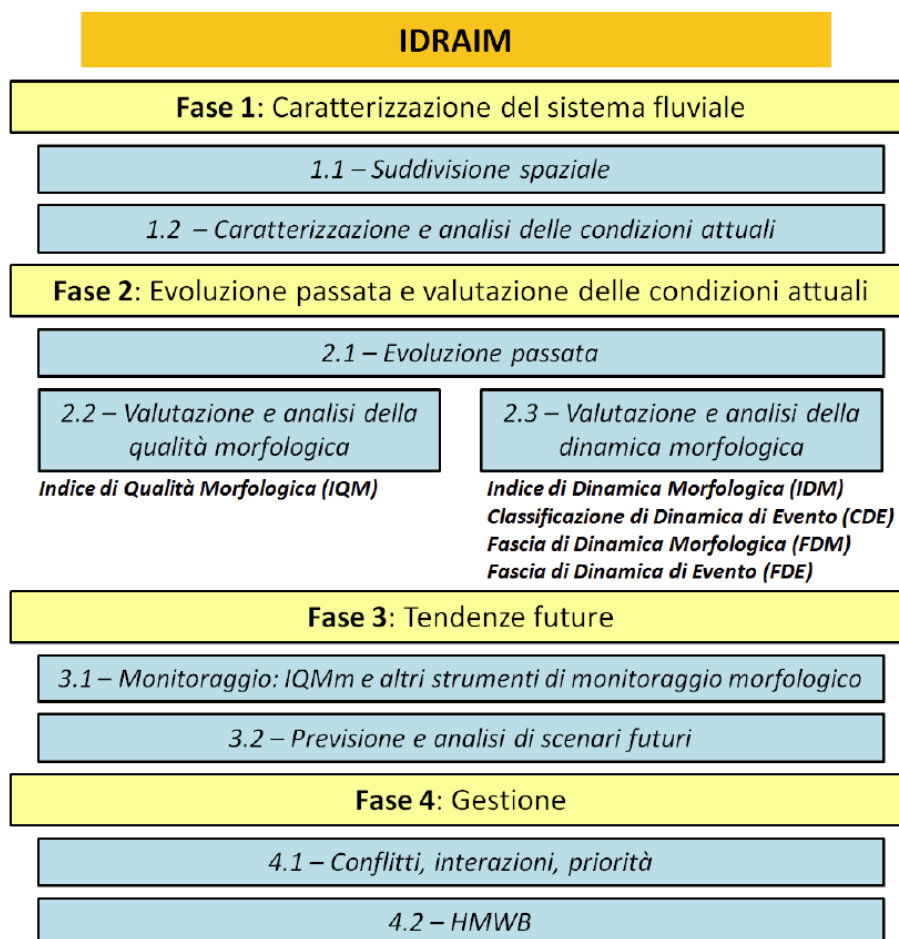 IDRAIM
Fase 1: Caratterizzazione del sistema fluviale
1.1 – Suddivisione spaziale
1.2 – Caratterizzazione e analisi delle condizioni attuali
Fase 2: Evoluzione passata e valutazione delle condizioni attuali
2.1 – Evoluzione passata
2.2 – Valutazione e analisi della
qualità morfologica
Indice di Qualità Morfologica (IQM)
2.3 – Valutazione e analisi della
dinamica morfologica
Indice di Dinamica Morfologica (IDM)
Classificazione di Dinamica di Evento (CDE)
Fascia di Dinamica Morfologica (FDM)
Fascia di Dinamica di Evento (FDE)
Fase 3: Tendenze future
3.1 – Monitoraggio: IQMm e altri strumenti di monitoraggio morfologico
3.2 – Previsione e analisi di scenari futuri
Fase 4: Gestione
4.1 – Conflitti, interazioni, priorità
4.2 – HMWB